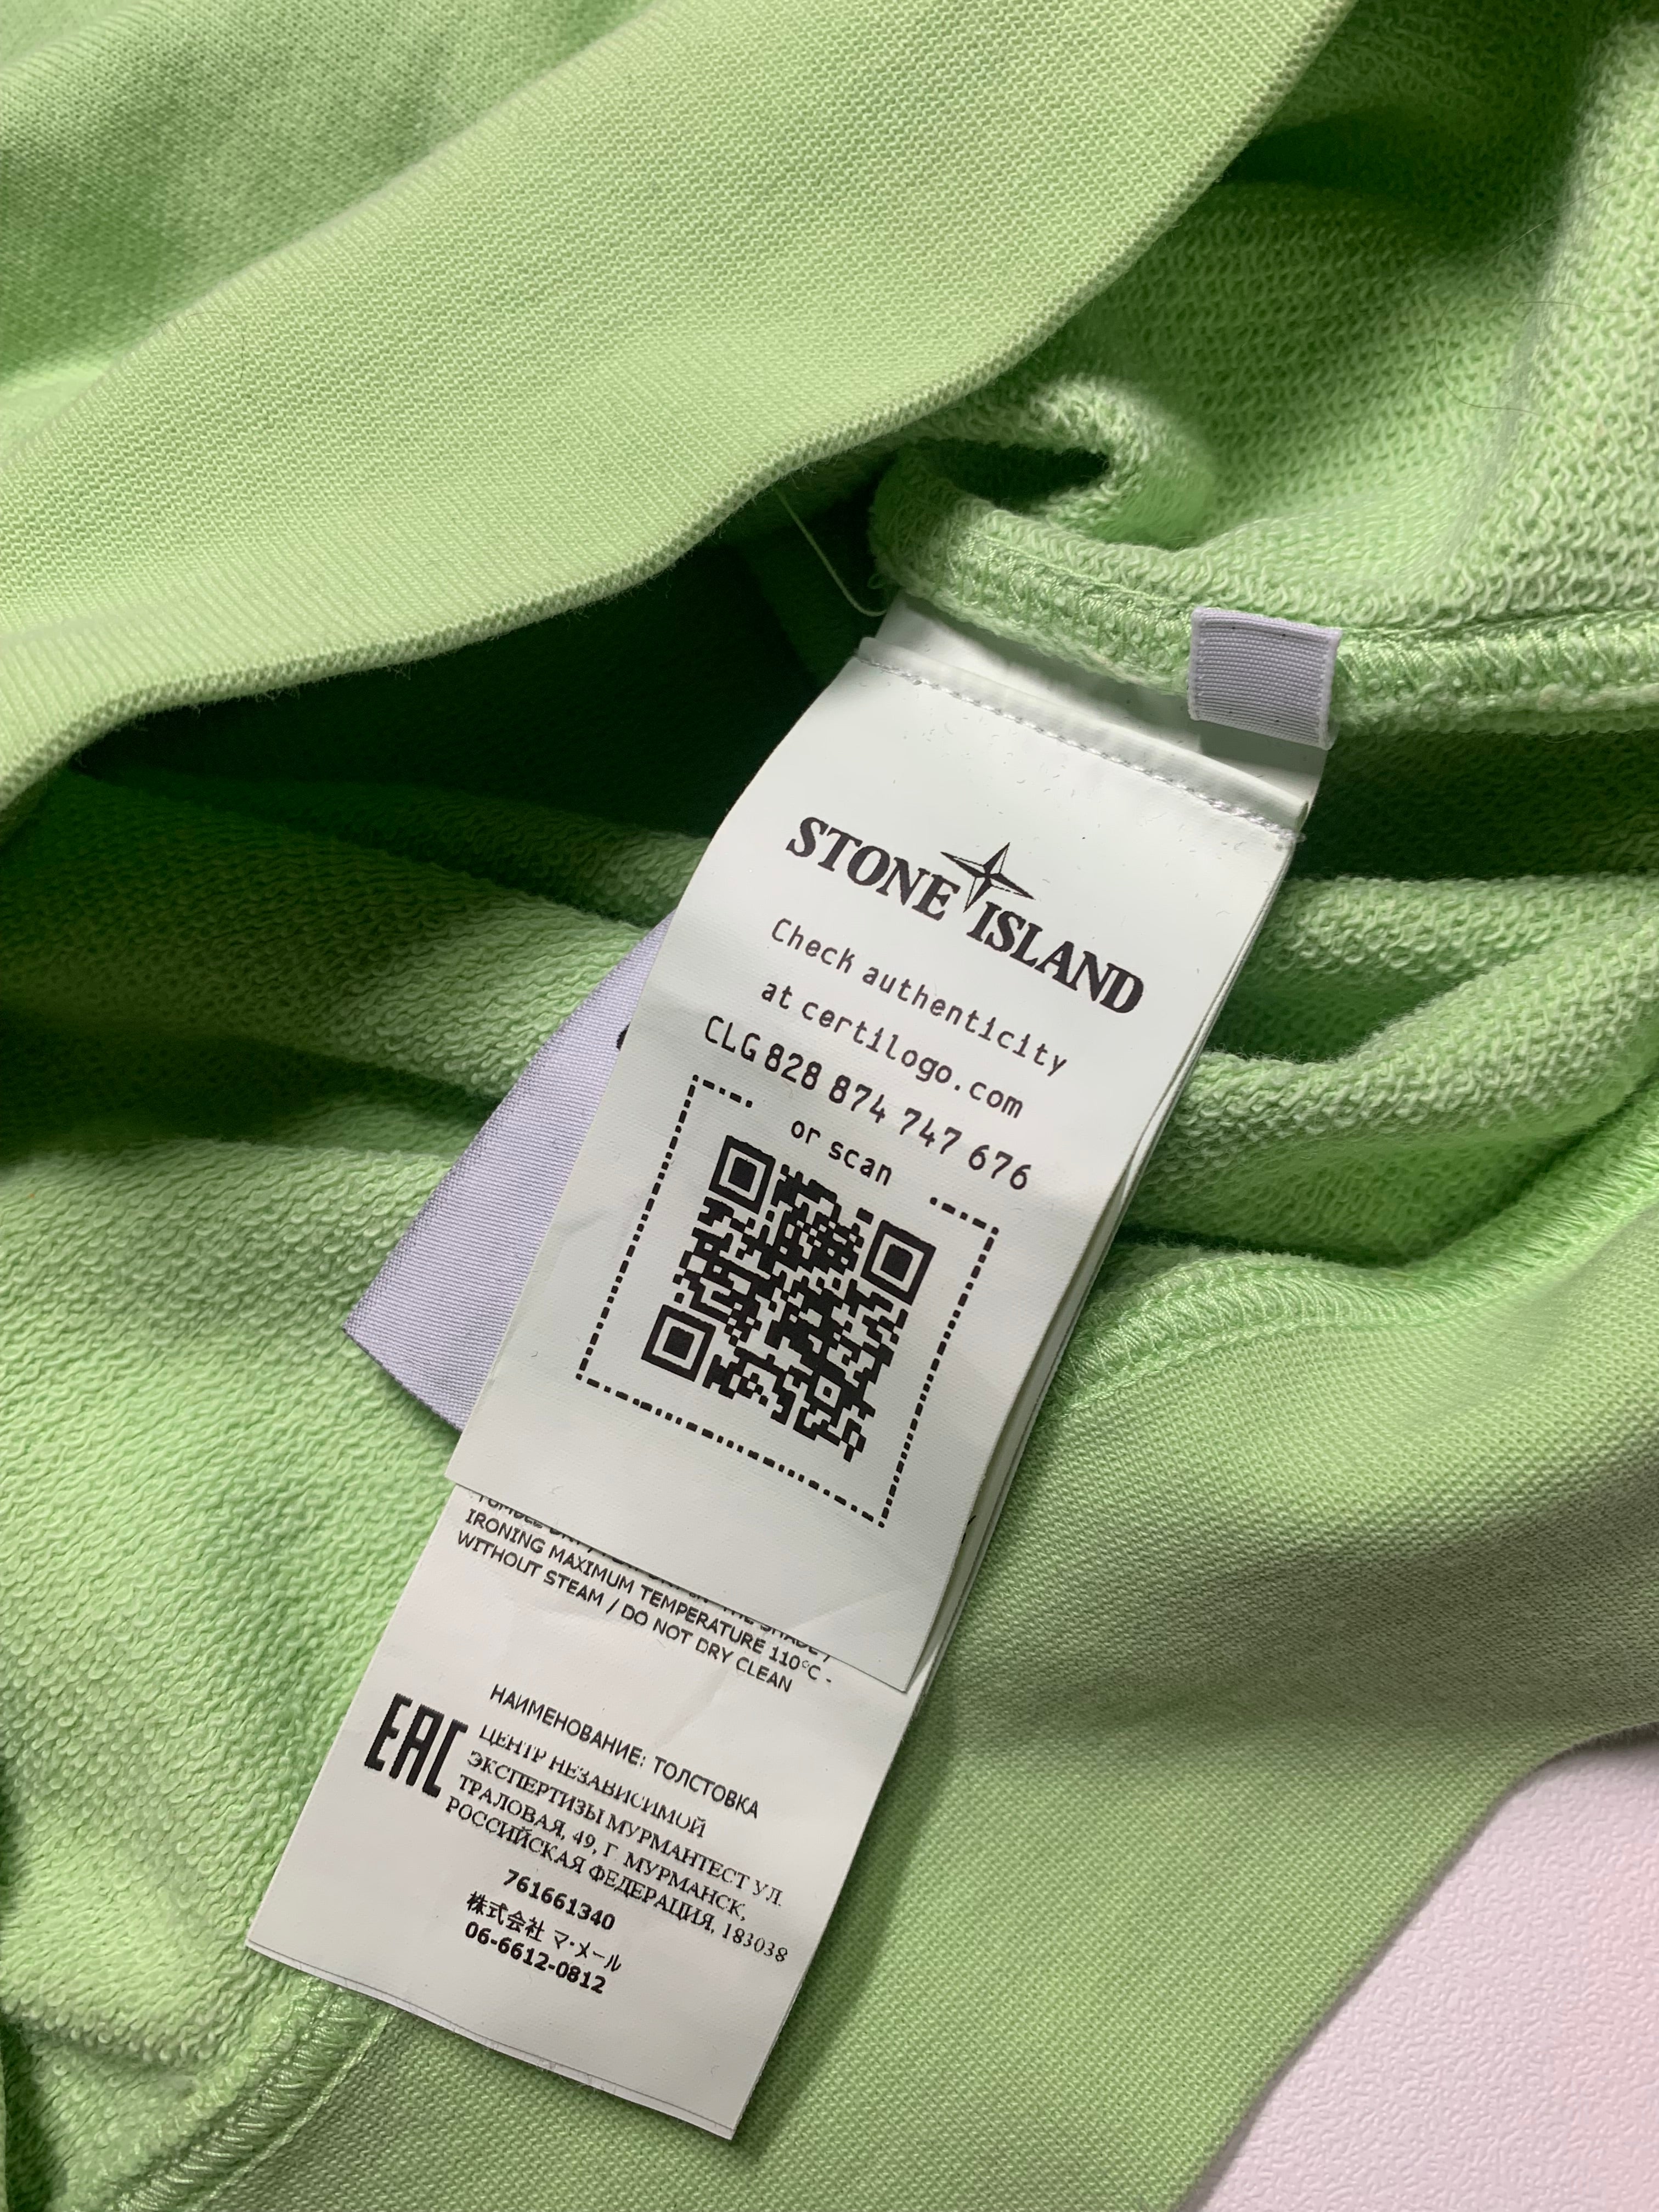 STONE ISLAND
Check authenticity
at certilogo.com
CLG 828 874 747 676
or scan
IRONING MAXIMUM TEMPERATURE 110°C -
WITHOUT STEAM / DO NOT DRY CLEAN
НАИМЕНОВАНИЕ: ТОЛСТОВКА
EAC
ЦЕНТР НЕЗАВИСИМОЙ
ЭКСПЕРТИЗЫ МУРМАНТЕСТ УЛ.
ТРАЛОВАЯ, 49, Г. МУРМАНСК,
РОССИЙСКАЯ ФЕДЕРАЦИЯ, 183038
761661340
株式会社 マ・メール
06-6612-0812